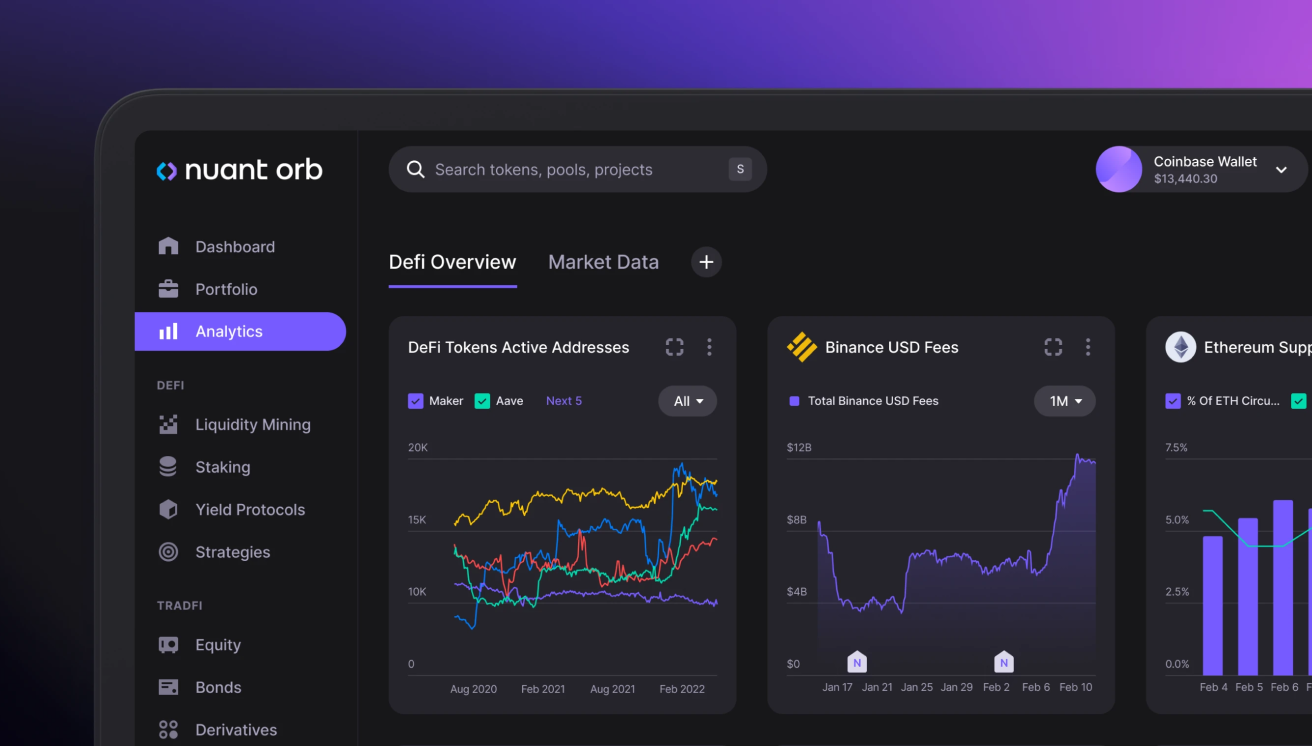 nuant orb
Search tokens, pools, projects
S
Coinbase Wallet
$13,440.30
Dashboard
Portfolio
Analytics
DEFI
Liquidity Mining
Staking
Yield Protocols
Strategies
TRADFI
Equity
Bonds
Derivatives
Defi Overview
Market Data
+
DeFi Tokens Active Addresses
Maker
Aave
Next 5
All
20K
15K
10K
0
Aug 2020
Feb 2021
Aug 2021
Feb 2022
Binance USD Fees
Total Binance USD Fees
1M
$12B
$8B
$4B
$0
N
N
Jan 17
Jan 21
Jan 25
Jan 29
Feb 2
Feb 6
Feb 10
Ethereum Supp
% Of ETH Circu...
7.5%
5.0%
2.5%
0.0%
Feb 4
Feb 5
Feb 6
F